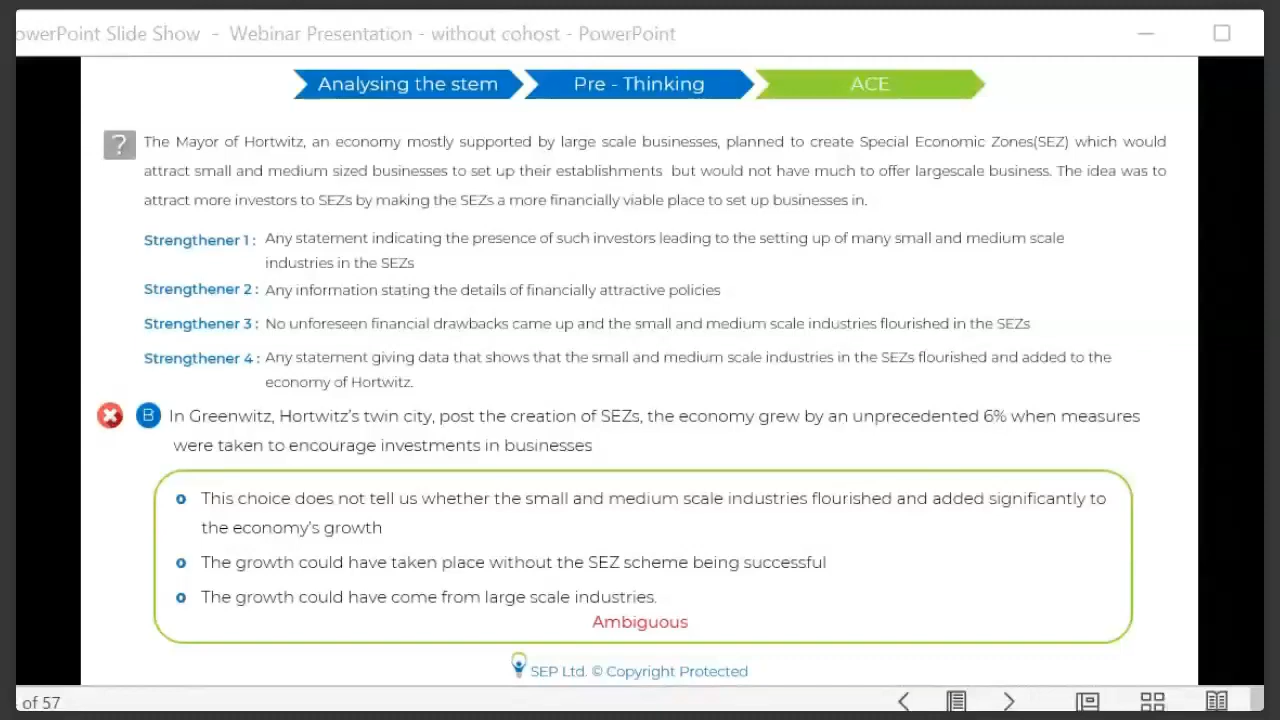 owerPoint Slide Show - Webinar Presentation - without cohost - PowerPoint
Analysing the stem
Pre - Thinking
ACE
? The Mayor of Hortwitz, an economy mostly supported by large scale businesses, planned to create Special Economic Zones(SEZ) which would
attract small and medium sized businesses to set up their establishments but would not have much to offer largescale business. The idea was to
attract more investors to SEZs by making the SEZs a more financially viable place to set up businesses in.
Strengthener 1 : Any statement indicating the presence of such investors leading to the setting up of many small and medium scale
industries in the SEZs
Strengthener 2 : Any information stating the details of financially attractive policies
Strengthener 3 : No unforeseen financial drawbacks came up and the small and medium scale industries flourished in the SEZs
Strengthener 4 : Any statement giving data that shows that the small and medium scale industries in the SEZs flourished and added to the
economy of Hortwitz.
B In Greenwitz, Hortwitz's twin city, post the creation of SEZs, the economy grew by an unprecedented 6% when measures
were taken to encourage investments in businesses
o This choice does not tell us whether the small and medium scale industries flourished and added significantly to
the economy's growth
o The growth could have taken place without the SEZ scheme being successful
o The growth could have come from large scale industries.
Ambiguous
SEP Ltd. © Copyright Protected
of 57